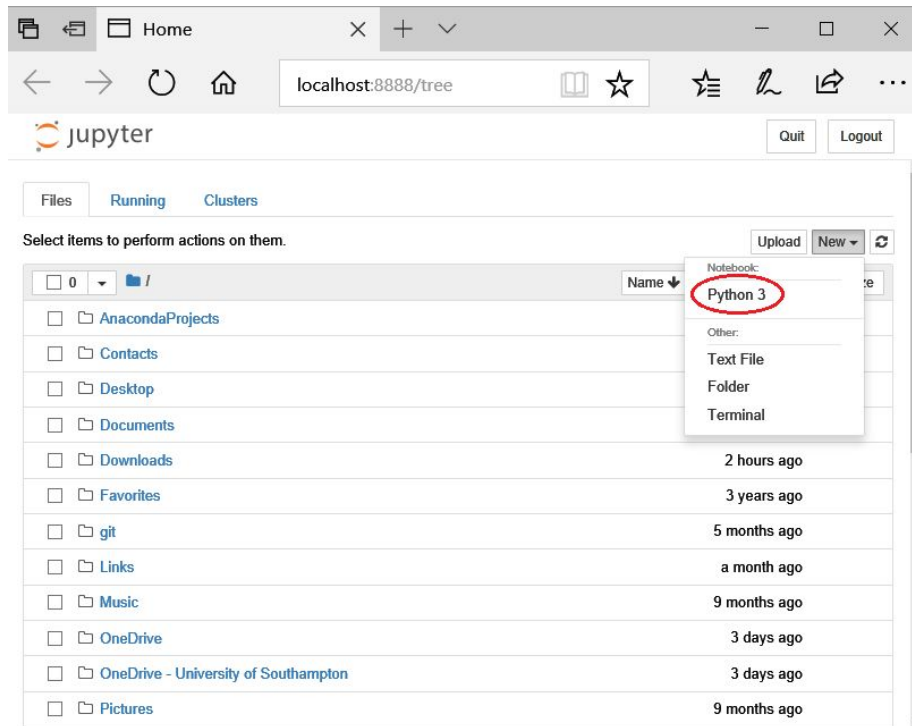 Home
localhost:8888/tree
jupyter
Quit Logout
Files Running Clusters
Select items to perform actions on them.
Upload New
0 / Name
Notebook:
Python 3
Other:
Text File
Folder
Terminal
AnacondaProjects
Contacts
Desktop
Documents
Downloads 2 hours ago
Favorites 3 years ago
git 5 months ago
Links a month ago
Music 9 months ago
OneDrive 3 days ago
OneDrive - University of Southampton 3 days ago
Pictures 9 months ago